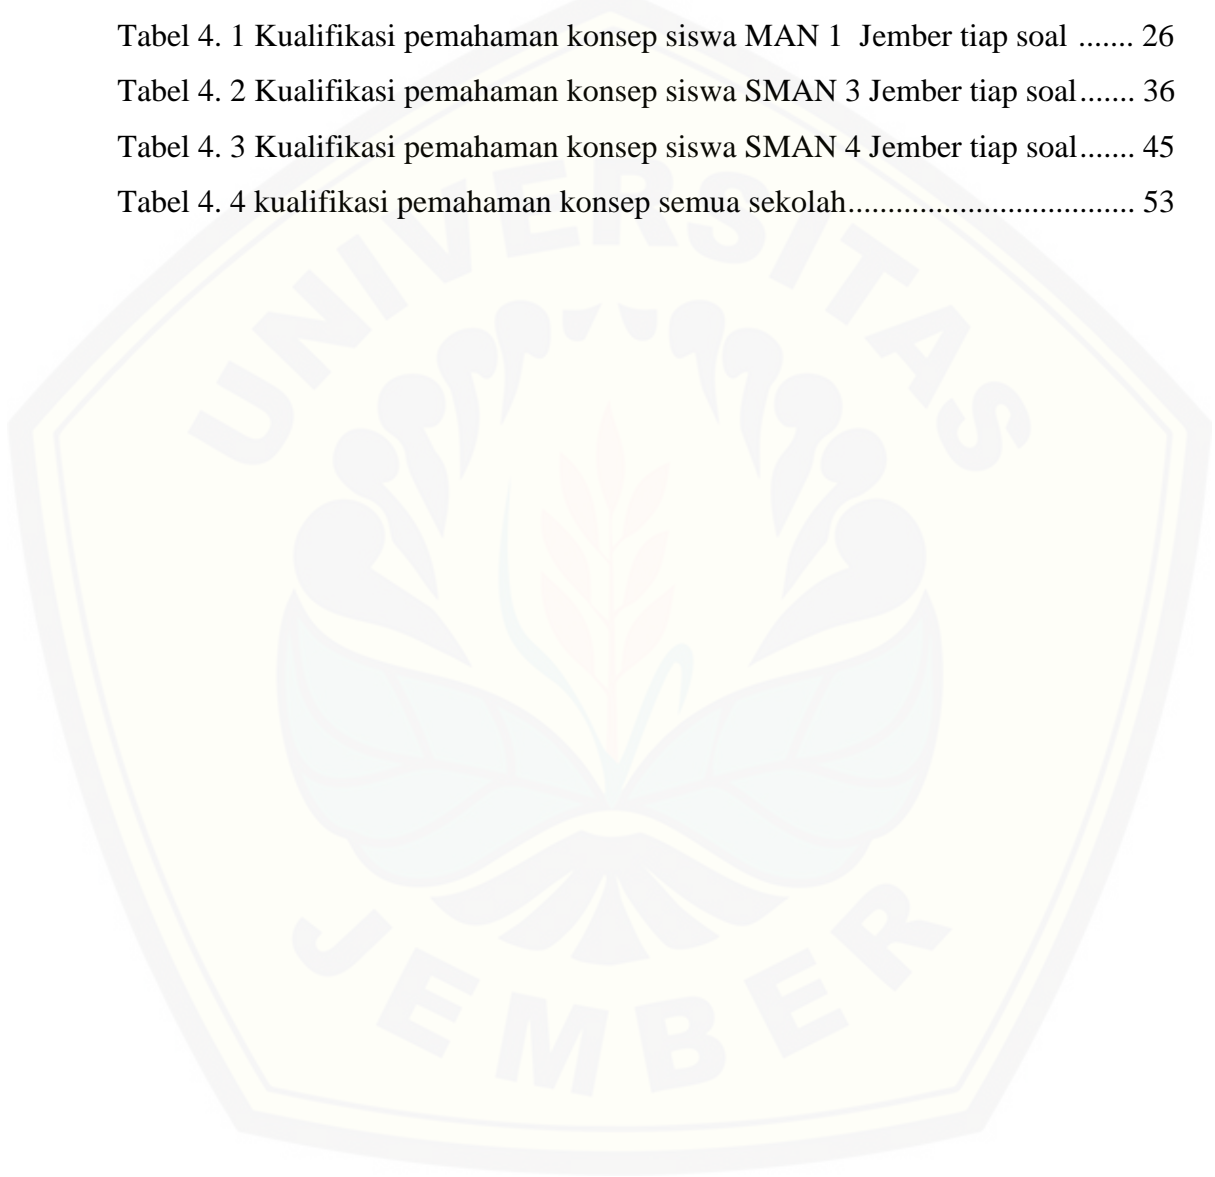 Tabel 4. 1 Kualifikasi pemahaman konsep siswa MAN 1  Jember tiap soal ....... 26
Tabel 4. 2 Kualifikasi pemahaman konsep siswa SMAN 3 Jember tiap soal....... 36
Tabel 4. 3 Kualifikasi pemahaman konsep siswa SMAN 4 Jember tiap soal....... 45
Tabel 4. 4 kualifikasi pemahaman konsep semua sekolah................................... 53
UNIVERSITAS
JEMBER